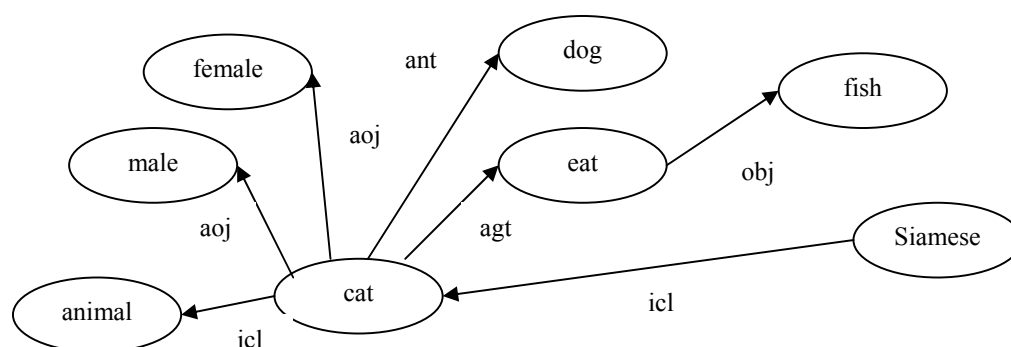 dog
ant
female
fish
aoj
male
eat
obj
aoj
agt
Siamese
cat
icl
animal
icl